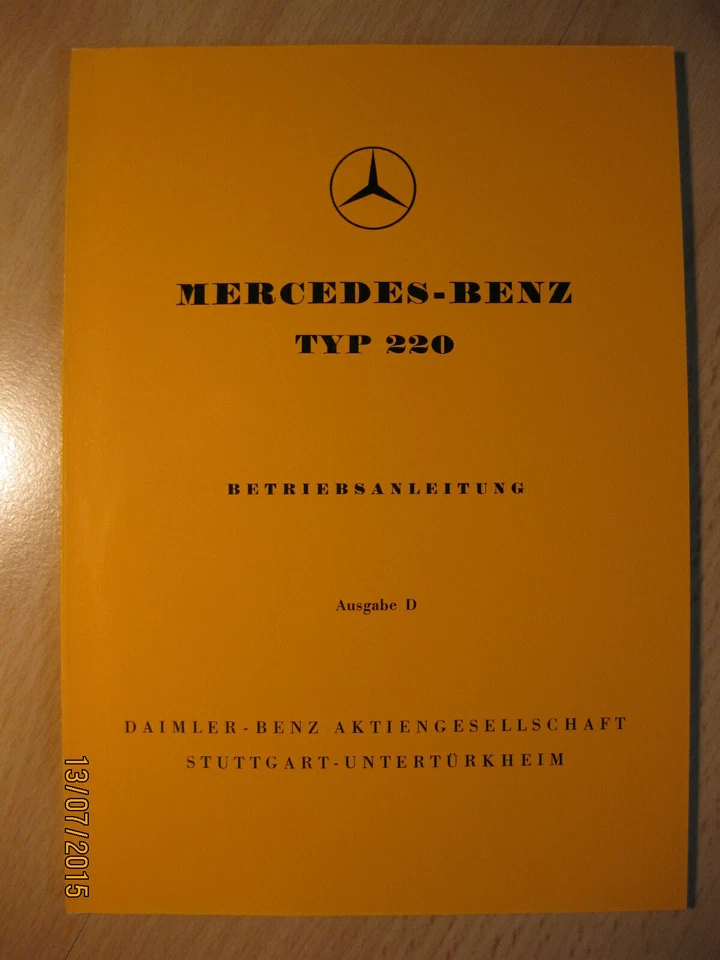 MERCEDES-BENZ
TYP 220
BETRIEBSANLEITUNG
Ausgabe D
DAIMLER-BENZ AKTIENGESELLSCHAFT
STUTTGART-UNTERTÜRKHEIM
13/07/2015